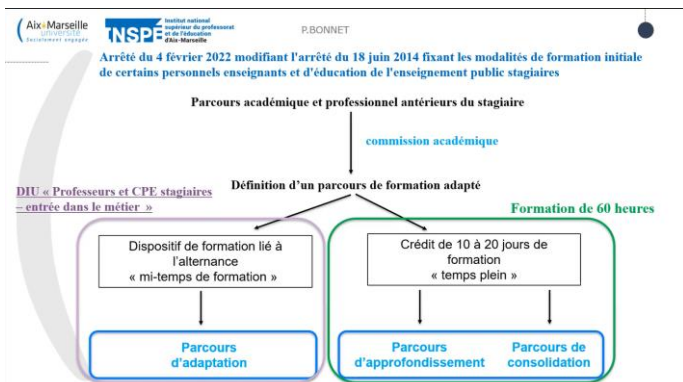 Aix*Marseille
université
Socialement engagée
INSPÉ
Institut national
supérieur du professorat
et de l'éducation
d'Aix-Marseille
P.BONNET
Arrêté du 4 février 2022 modifiant l'arrêté du 18 juin 2014 fixant les modalités de formation initiale
de certains personnels enseignants et d'éducation de l'enseignement public stagiaires
Parcours académique et professionnel antérieurs du stagiaire
commission académique
Définition d'un parcours de formation adapté
DIU « Professeurs et CPE stagiaires
– entrée dans le métier »
Formation de 60 heures
Dispositif de formation lié à
l'alternance
« mi-temps de formation »
Crédit de 10 à 20 jours de
formation
« temps plein »
Parcours
d'adaptation
Parcours
d'approfondissement
Parcours de
consolidation